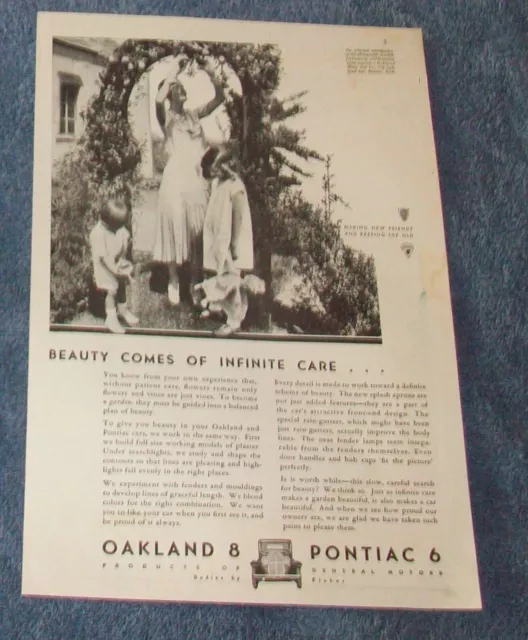 3
MAKING NEW FRIENDS
AND KEEPING THE OLD
BEAUTY COMES OF INFINITE CARE . . .
You know from your own experience that,
without patient care, flowers remain only
flowers and vines are just vines. To become
a garden, they must be guided into a balanced
plan of beauty.
To give you beauty in your Oakland and
Pontiac cars, we work in the same way. First
we build full size working models of plaster
Under searchlights, we study and shape the
contours so that lines are pleasing and high-
lights fall evenly in the right places.
We experiment with fenders and mouldings
to develop lines of graceful length. We blend
colors for the right combination. We want
you to like your car when you first see it, and
be proud of it always.
Every detail is made to work toward a definite
scheme of beauty. The new splash aprons are
not just added features—they are a part of
the car's attractive front-end design. The
special rain-gutters, which might have been
just rain-gutters, actually improve the body
lines. The neat fender lamps seem insepa-
rable from the fenders themselves. Even
door handles and hub caps 'fit the picture'
perfectly.
Is it worth while—this slow, careful search
for beauty? We think so. Just as infinite care
makes a garden beautiful, it also makes a car
beautiful. And when we see how proud our
owners are, we are glad we have taken such
pains to please them.
OAKLAND 8 PONTIAC 6
PRODUCTS OF GENERAL MOTORS
Bodies by Fisher